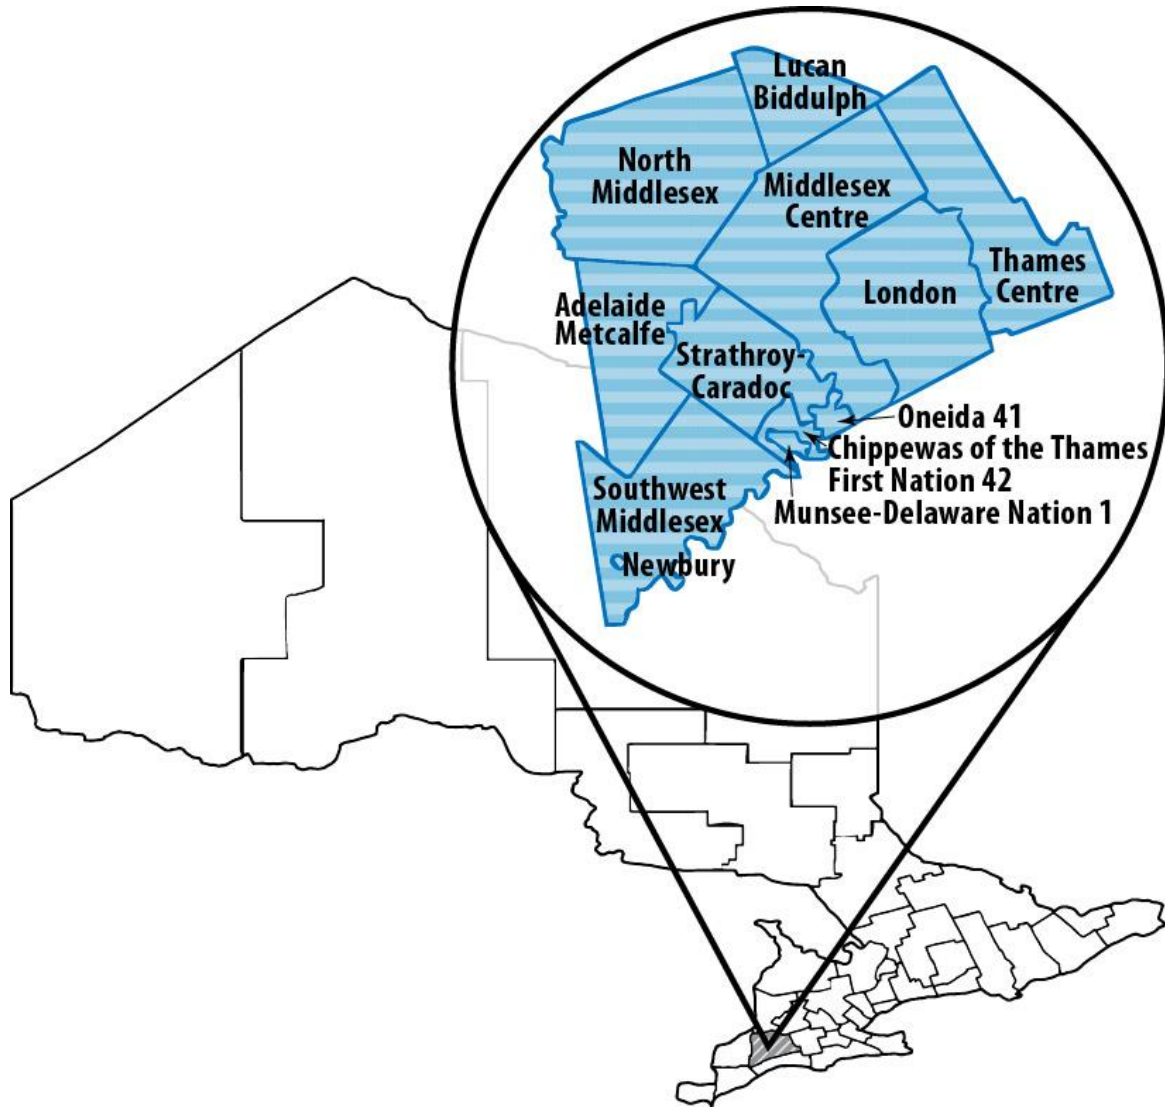 Lucan
Biddulph
North
Middlesex
Middlesex
Centre
Thames
Centre
London
Adelaide
Metcalfe
Strathroy-
Caradoc
Oneida 41
Chippewas of the Thames
First Nation 42
Munsee-Delaware Nation 1
Southwest
Middlesex
Newbury